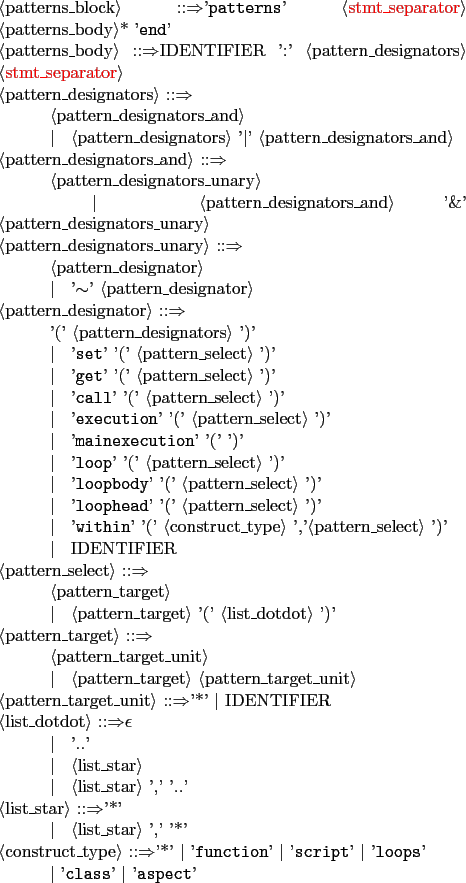 ⟨patterns_block⟩ ::⇒'patterns' ⟨stmt_separator⟩
⟨patterns_body⟩* 'end'
⟨patterns_body⟩ ::⇒IDENTIFIER ':' ⟨pattern_designators⟩
⟨stmt_separator⟩
⟨pattern_designators⟩ ::⇒
⟨pattern_designators_and⟩
| ⟨pattern_designators⟩ '|' ⟨pattern_designators_and⟩
⟨pattern_designators_and⟩ ::⇒
⟨pattern_designators_unary⟩
| ⟨pattern_designators_and⟩ '&'
⟨pattern_designators_unary⟩
⟨pattern_designators_unary⟩ ::⇒
⟨pattern_designator⟩
| '∼' ⟨pattern_designator⟩
⟨pattern_designator⟩ ::⇒
'(' ⟨pattern_designators⟩ ')'
| 'set' '(' ⟨pattern_select⟩ ')'
| 'get' '(' ⟨pattern_select⟩ ')'
| 'call' '(' ⟨pattern_select⟩ ')'
| 'execution' '(' ⟨pattern_select⟩ ')'
| 'mainexecution' '(' ')'
| 'loop' '(' ⟨pattern_select⟩ ')'
| 'loopbody' '(' ⟨pattern_select⟩ ')'
| 'loophead' '(' ⟨pattern_select⟩ ')'
| 'within' '(' ⟨construct_type⟩ ','⟨pattern_select⟩ ')'
| IDENTIFIER
⟨pattern_select⟩ ::⇒
⟨pattern_target⟩
| ⟨pattern_target⟩ '(' ⟨list_dotdot⟩ ')'
⟨pattern_target⟩ ::⇒
⟨pattern_target_unit⟩
| ⟨pattern_target⟩ ⟨pattern_target_unit⟩
⟨pattern_target_unit⟩ ::⇒'*' | IDENTIFIER
⟨list_dotdot⟩ ::⇒ϵ
| '..'
| ⟨list_star⟩
| ⟨list_star⟩ ',' '..'
⟨list_star⟩ ::⇒'*'
| ⟨list_star⟩ ',' '*'
⟨construct_type⟩ ::⇒'*' | 'function' | 'script' | 'loops'
| 'class' | 'aspect'